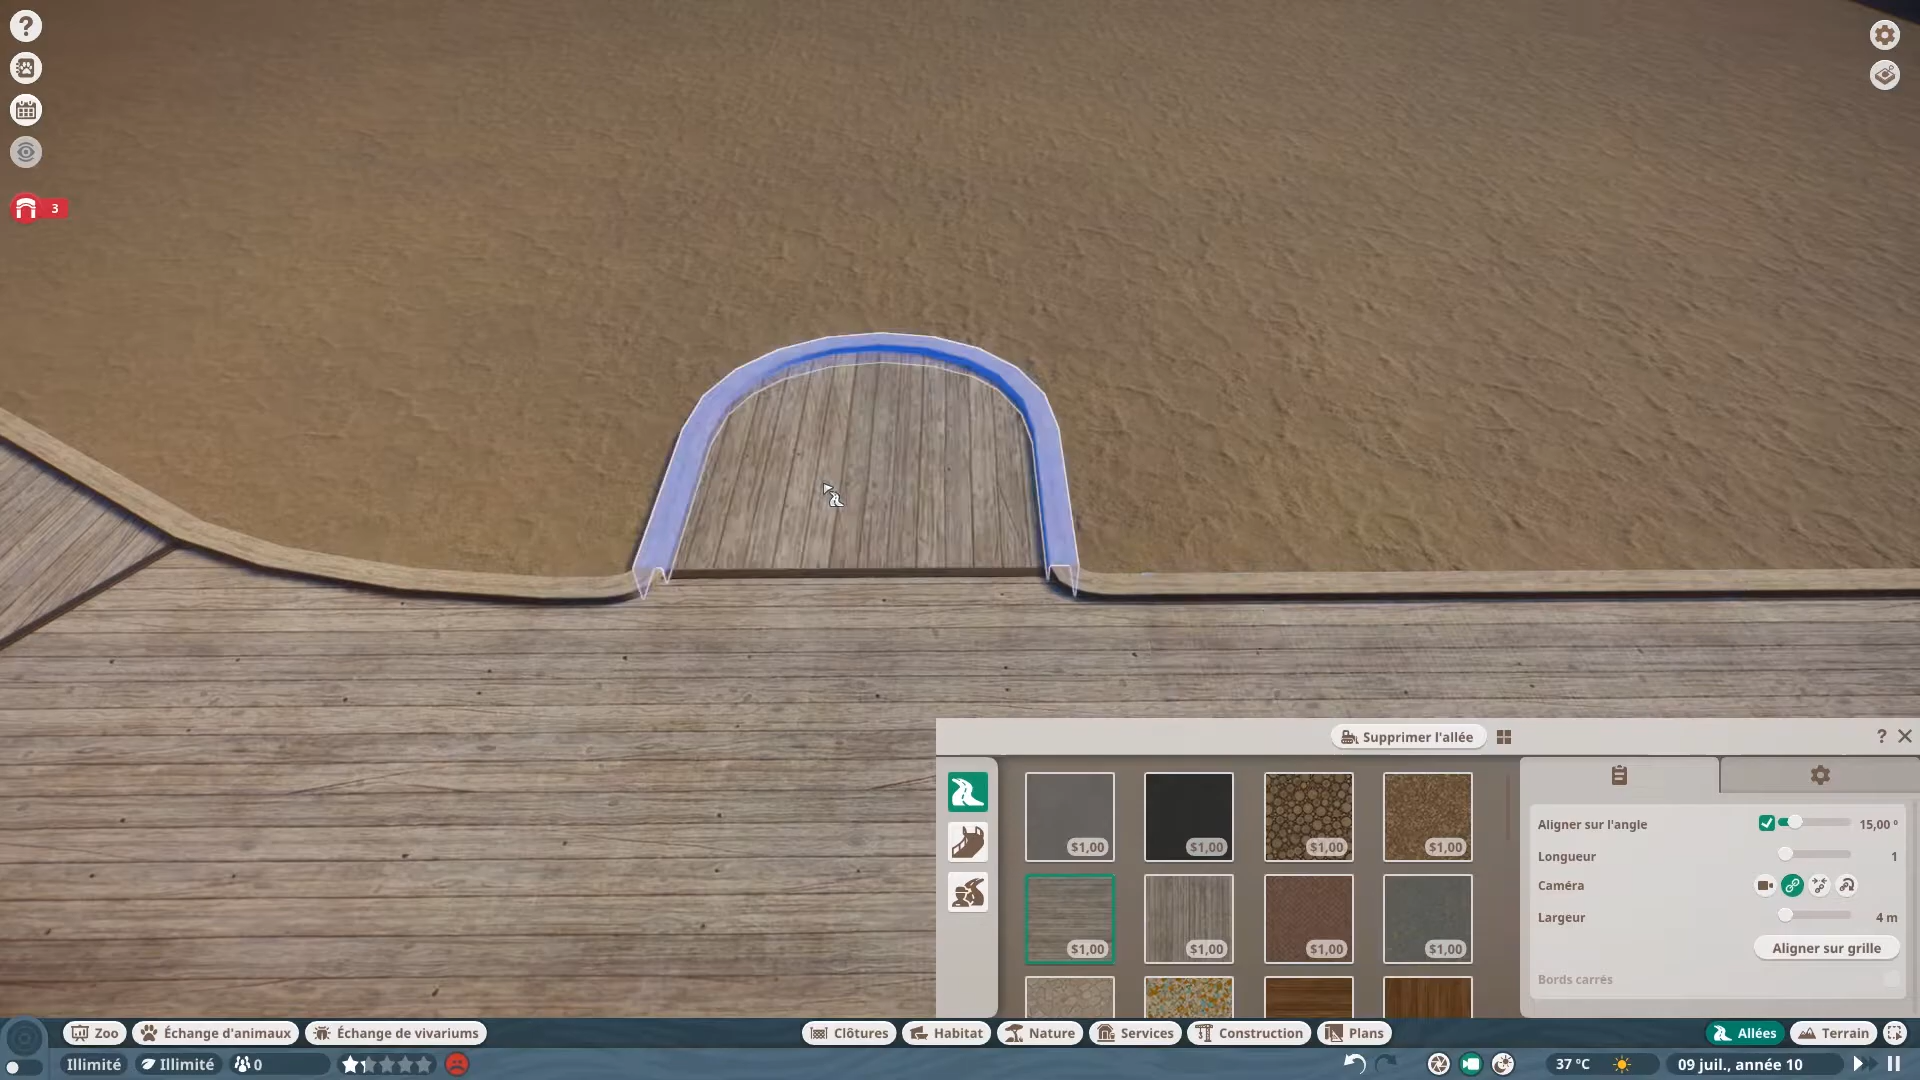 ?
3
Supprimer l'allée
?
$1,00
$1,00
$1,00
$1,00
$1,00
$1,00
$1,00
$1,00
Aligner sur l'angle
15,00 °
Longueur
1
Caméra
Largeur
4 m
Aligner sur grille
Bords carrés
Zoo
Échange d'animaux
Échange de vivariums
Clôtures
Habitat
Nature
Services
Construction
Plans
Allées
Terrain
Illimité
Illimité
0
37 °C
09 juil., année 10